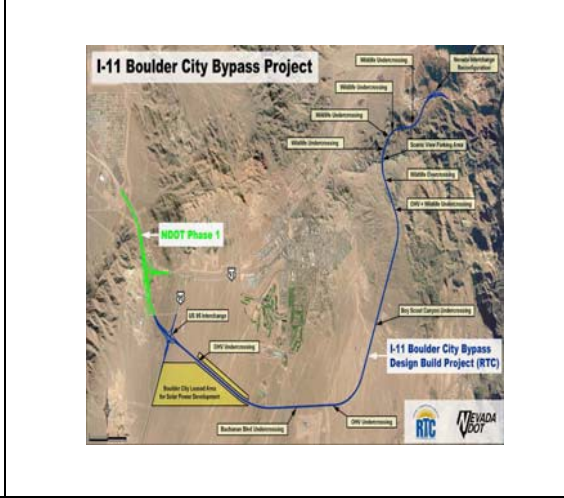 I-11 Boulder City Bypass Project
Wildlife Undercrossing
Nevada Interchange
Reconfiguration
Wildlife Undercrossing
Wildlife Undercrossing
Wildlife Undercrossing
Scenic View Parking Area
Wildlife Overcrossing
OHV + Wildlife Undercrossing
NDOT Phase 1
US 95 Interchange
Boy Scout Canyon Undercrossing
OHV Undercrossing
I-11 Boulder City Bypass
Design Build Project (RTC)
Boulder City Leased Area
for Solar Power Development
Buchanan Blvd Undercrossing
OHV Undercrossing
RTC
NEVADA
DOT